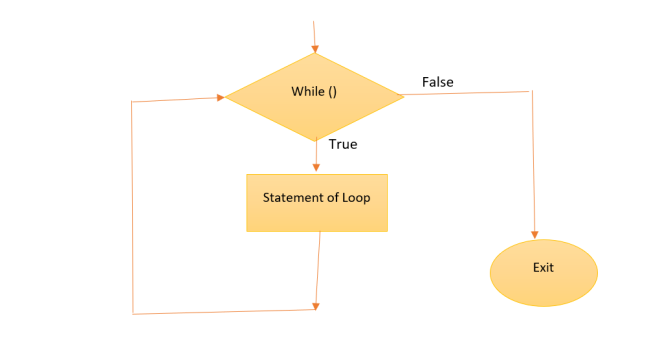 While ()
False
True
Statement of Loop
Exit